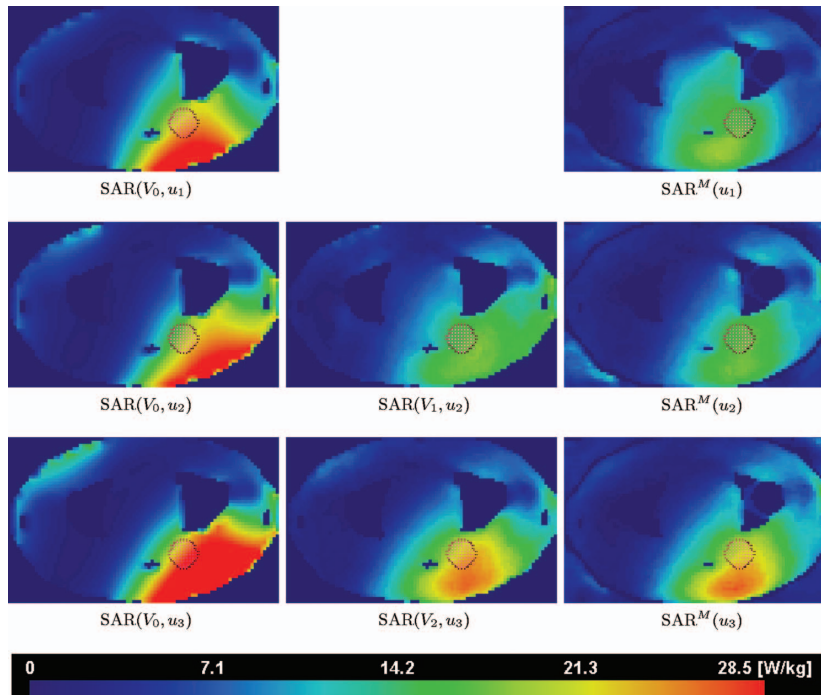 SAR(V₀, u₁) SARᴹ(u₁)
SAR(V₀, u₂) SAR(V₁, u₂) SARᴹ(u₂)
SAR(V₀, u₃) SAR(V₂, u₃) SARᴹ(u₃)
0 7.1 14.2 21.3 28.5 [W/kg]